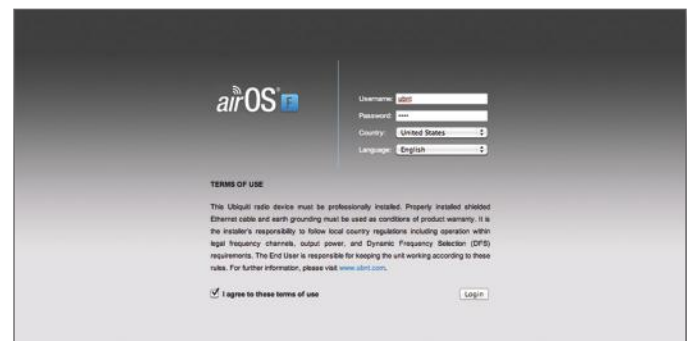 airOS F
Username: ubnt
Password: ••••
Country: United States
Language: English
TERMS OF USE
This Ubiquiti radio device must be professionally installed. Properly installed shielded
Ethernet cable and earth grounding must be used as conditions of product warranty. It is
the installer's responsibility to follow local country regulations including operation within
legal frequency channels, output power, and Dynamic Frequency Selection (DFS)
requirements. The End User is responsible for keeping the unit working according to these
rules. For further information, please visit www.ubnt.com.
I agree to these terms of use
Login